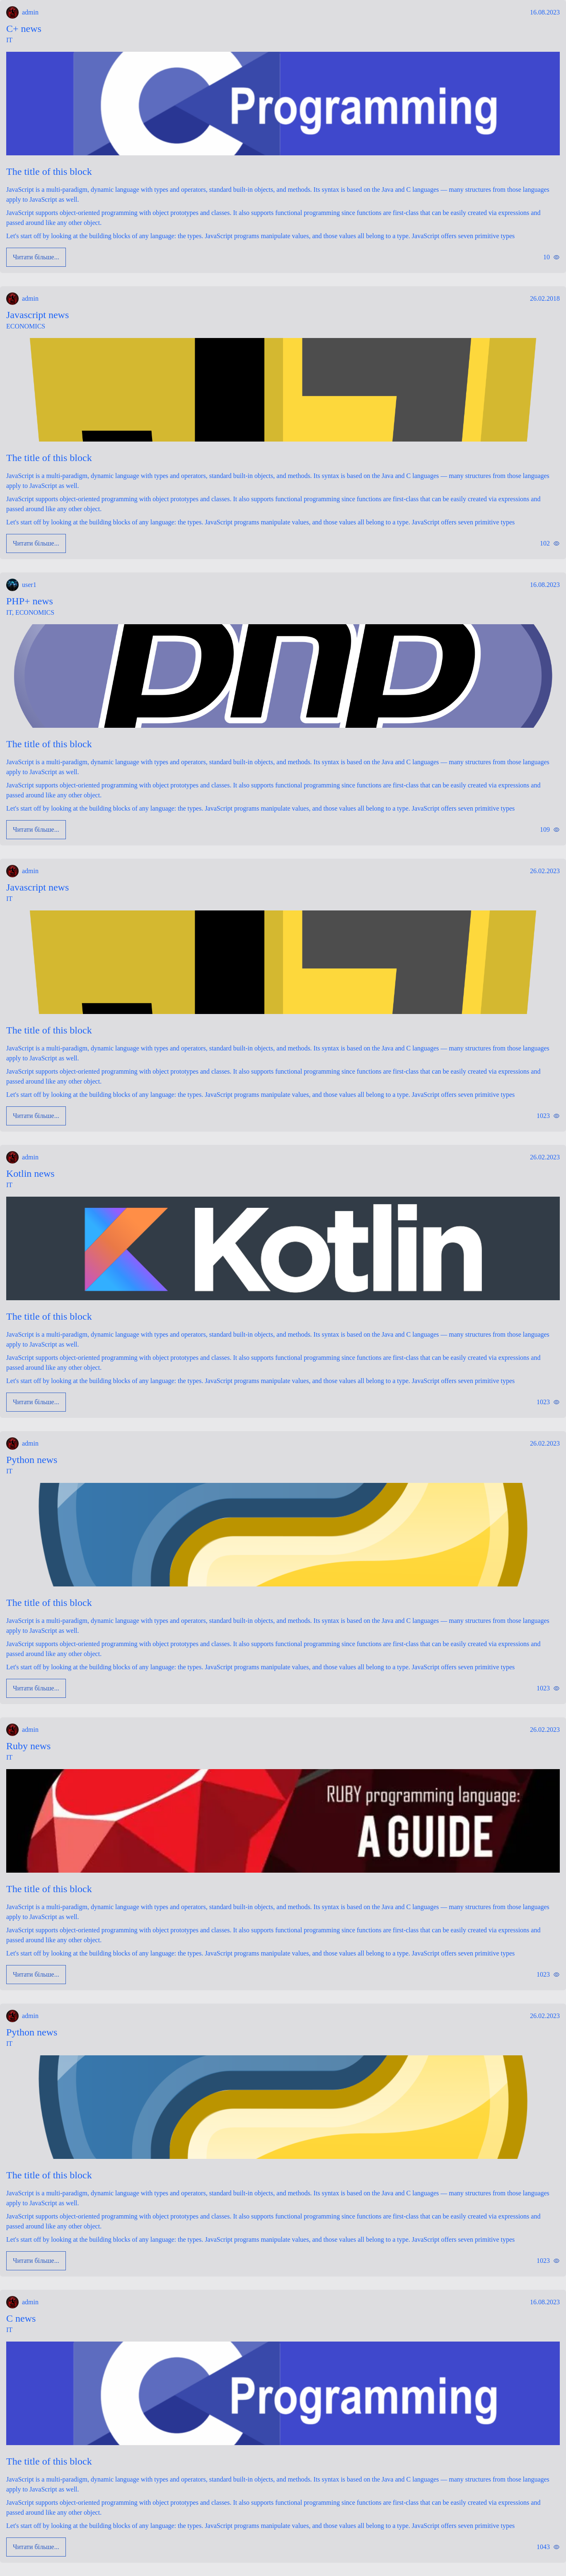 admin 16.08.2023
C+ news
IT
Programming
The title of this block
JavaScript is a multi-paradigm, dynamic language with types and operators, standard built-in objects, and methods. Its syntax is based on the Java and C languages — many structures from those languages
apply to JavaScript as well.
JavaScript supports object-oriented programming with object prototypes and classes. It also supports functional programming since functions are first-class that can be easily created via expressions and
passed around like any other object.
Let's start off by looking at the building blocks of any language: the types. JavaScript programs manipulate values, and those values all belong to a type. JavaScript offers seven primitive types
Читати більше... 10
admin 26.02.2018
Javascript news
ECONOMICS
The title of this block
JavaScript is a multi-paradigm, dynamic language with types and operators, standard built-in objects, and methods. Its syntax is based on the Java and C languages — many structures from those languages
apply to JavaScript as well.
JavaScript supports object-oriented programming with object prototypes and classes. It also supports functional programming since functions are first-class that can be easily created via expressions and
passed around like any other object.
Let's start off by looking at the building blocks of any language: the types. JavaScript programs manipulate values, and those values all belong to a type. JavaScript offers seven primitive types
Читати більше... 102
user1 16.08.2023
PHP+ news
IT, ECONOMICS
php
The title of this block
JavaScript is a multi-paradigm, dynamic language with types and operators, standard built-in objects, and methods. Its syntax is based on the Java and C languages — many structures from those languages
apply to JavaScript as well.
JavaScript supports object-oriented programming with object prototypes and classes. It also supports functional programming since functions are first-class that can be easily created via expressions and
passed around like any other object.
Let's start off by looking at the building blocks of any language: the types. JavaScript programs manipulate values, and those values all belong to a type. JavaScript offers seven primitive types
Читати більше... 109
admin 26.02.2023
Javascript news
IT
The title of this block
JavaScript is a multi-paradigm, dynamic language with types and operators, standard built-in objects, and methods. Its syntax is based on the Java and C languages — many structures from those languages
apply to JavaScript as well.
JavaScript supports object-oriented programming with object prototypes and classes. It also supports functional programming since functions are first-class that can be easily created via expressions and
passed around like any other object.
Let's start off by looking at the building blocks of any language: the types. JavaScript programs manipulate values, and those values all belong to a type. JavaScript offers seven primitive types
Читати більше... 1023
admin 26.02.2023
Kotlin news
IT
Kotlin
The title of this block
JavaScript is a multi-paradigm, dynamic language with types and operators, standard built-in objects, and methods. Its syntax is based on the Java and C languages — many structures from those languages
apply to JavaScript as well.
JavaScript supports object-oriented programming with object prototypes and classes. It also supports functional programming since functions are first-class that can be easily created via expressions and
passed around like any other object.
Let's start off by looking at the building blocks of any language: the types. JavaScript programs manipulate values, and those values all belong to a type. JavaScript offers seven primitive types
Читати більше... 1023
admin 26.02.2023
Python news
IT
The title of this block
JavaScript is a multi-paradigm, dynamic language with types and operators, standard built-in objects, and methods. Its syntax is based on the Java and C languages — many structures from those languages
apply to JavaScript as well.
JavaScript supports object-oriented programming with object prototypes and classes. It also supports functional programming since functions are first-class that can be easily created via expressions and
passed around like any other object.
Let's start off by looking at the building blocks of any language: the types. JavaScript programs manipulate values, and those values all belong to a type. JavaScript offers seven primitive types
Читати більше... 1023
admin 26.02.2023
Ruby news
IT
RUBY programming language:
A GUIDE
The title of this block
JavaScript is a multi-paradigm, dynamic language with types and operators, standard built-in objects, and methods. Its syntax is based on the Java and C languages — many structures from those languages
apply to JavaScript as well.
JavaScript supports object-oriented programming with object prototypes and classes. It also supports functional programming since functions are first-class that can be easily created via expressions and
passed around like any other object.
Let's start off by looking at the building blocks of any language: the types. JavaScript programs manipulate values, and those values all belong to a type. JavaScript offers seven primitive types
Читати більше... 1023
admin 26.02.2023
Python news
IT
The title of this block
JavaScript is a multi-paradigm, dynamic language with types and operators, standard built-in objects, and methods. Its syntax is based on the Java and C languages — many structures from those languages
apply to JavaScript as well.
JavaScript supports object-oriented programming with object prototypes and classes. It also supports functional programming since functions are first-class that can be easily created via expressions and
passed around like any other object.
Let's start off by looking at the building blocks of any language: the types. JavaScript programs manipulate values, and those values all belong to a type. JavaScript offers seven primitive types
Читати більше... 1023
admin 16.08.2023
C news
IT
Programming
The title of this block
JavaScript is a multi-paradigm, dynamic language with types and operators, standard built-in objects, and methods. Its syntax is based on the Java and C languages — many structures from those languages
apply to JavaScript as well.
JavaScript supports object-oriented programming with object prototypes and classes. It also supports functional programming since functions are first-class that can be easily created via expressions and
passed around like any other object.
Let's start off by looking at the building blocks of any language: the types. JavaScript programs manipulate values, and those values all belong to a type. JavaScript offers seven primitive types
Читати більше... 1043